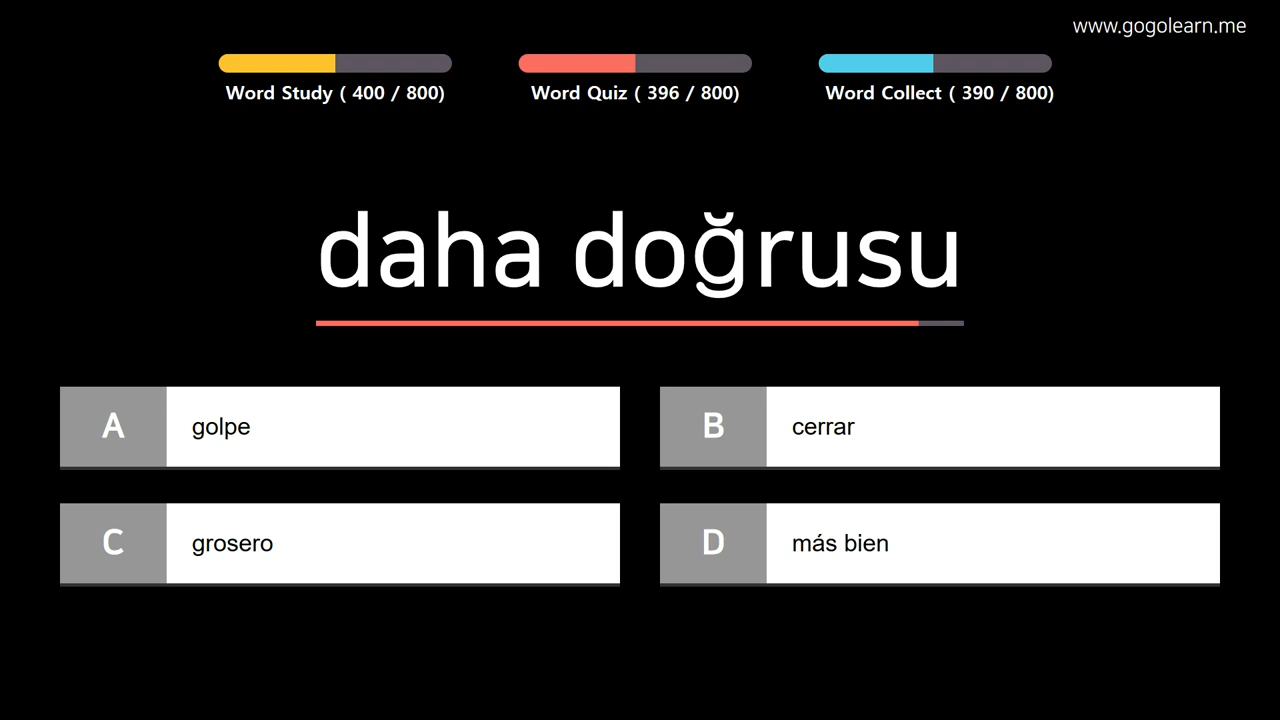 www.gogolearn.me
Word Study ( 400 / 800)
Word Quiz ( 396 / 800)
Word Collect ( 390 / 800)
daha doğrusu
A golpe
B cerrar
C grosero
D más bien